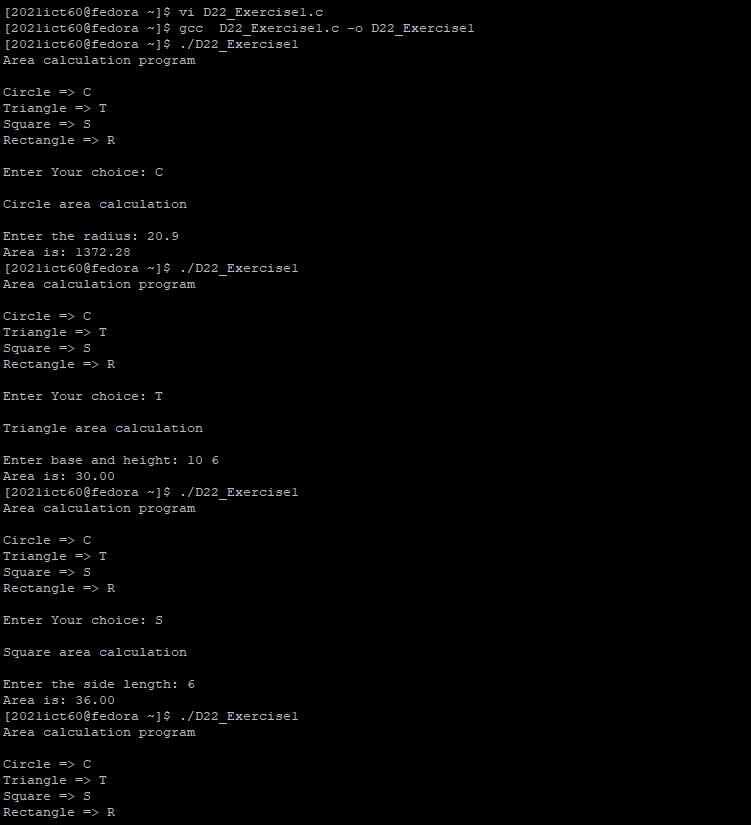 [2021ict60@fedora ~]$ vi D22_Exercise1.c
[2021ict60@fedora ~]$ gcc  D22_Exercise1.c -o D22_Exercise1
[2021ict60@fedora ~]$ ./D22_Exercise1
Area calculation program
Circle => C
Triangle => T
Square => S
Rectangle => R
Enter Your choice: C
Circle area calculation
Enter the radius: 20.9
Area is: 1372.28
[2021ict60@fedora ~]$ ./D22_Exercise1
Area calculation program
Circle => C
Triangle => T
Square => S
Rectangle => R
Enter Your choice: T
Triangle area calculation
Enter base and height: 10 6
Area is: 30.00
[2021ict60@fedora ~]$ ./D22_Exercise1
Area calculation program
Circle => C
Triangle => T
Square => S
Rectangle => R
Enter Your choice: S
Square area calculation
Enter the side length: 6
Area is: 36.00
[2021ict60@fedora ~]$ ./D22_Exercise1
Area calculation program
Circle => C
Triangle => T
Square => S
Rectangle => R